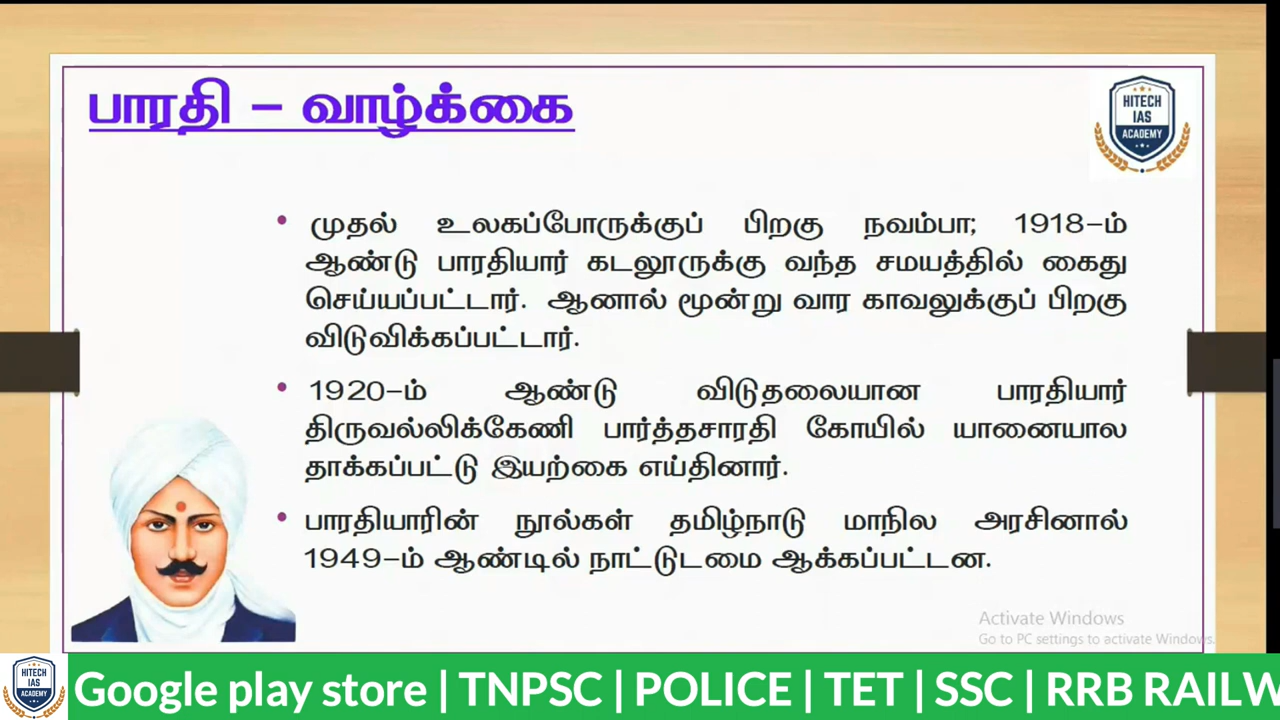 பாரதி – வாழ்க்கை
HITECH
IAS
ACADEMY
• முதல் உலகப்போருக்குப் பிறகு நவம்பா; 1918–ம்
ஆண்டு பாரதியார் கடலூருக்கு வந்த சமயத்தில் கைது
செய்யப்பட்டார். ஆனால் மூன்று வார காவலுக்குப் பிறகு
விடுவிக்கப்பட்டார்.
• 1920–ம் ஆண்டு விடுதலையான பாரதியார்
திருவல்லிக்கேணி பார்த்தசாரதி கோயில் யானையால
தாக்கப்பட்டு இயற்கை எய்தினார்.
• பாரதியாரின் நூல்கள் தமிழ்நாடு மாநில அரசினால்
1949–ம் ஆண்டில் நாட்டுடமை ஆக்கப்பட்டன.
Activate Windows
Go to PC settings to activate Windows.
HITECH
IAS
ACADEMY
Google play store | TNPSC | POLICE | TET | SSC | RRB RAILW